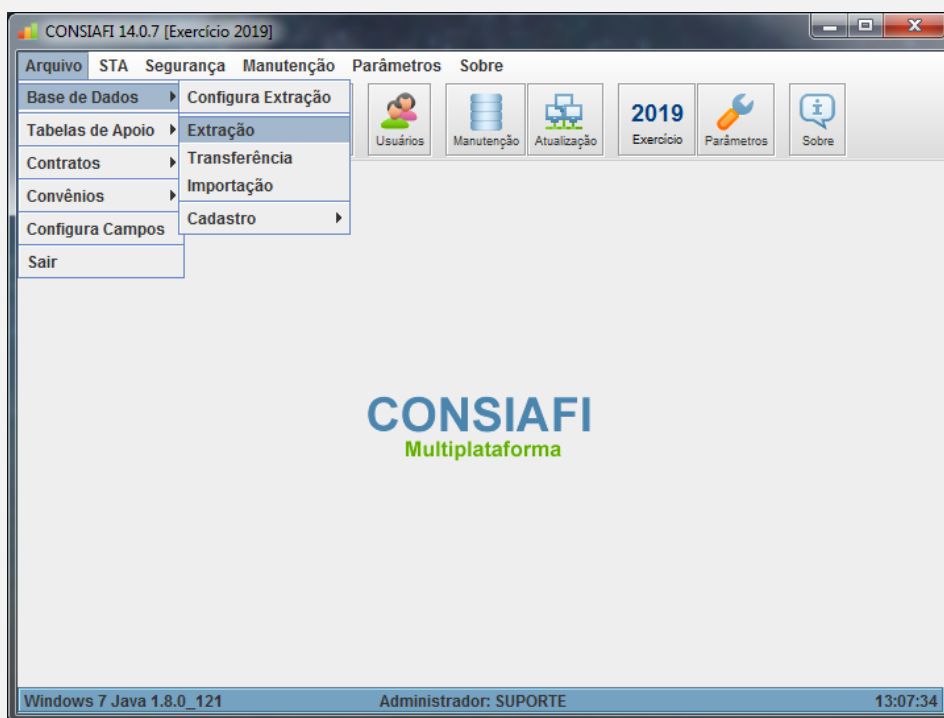 CONSIAFI 14.0.7 [Exercício 2019]
Arquivo STA Segurança Manutenção Parâmetros Sobre
Base de Dados
Tabelas de Apoio
Contratos
Convênios
Configura Campos
Sair
Configura Extração
Extração
Transferência
Importação
Cadastro
Usuários
Manutenção
Atualização
2019
Exercício
Parâmetros
Sobre
CONSIAFI
Multiplataforma
Windows 7 Java 1.8.0_121 Administrador: SUPORTE 13:07:34